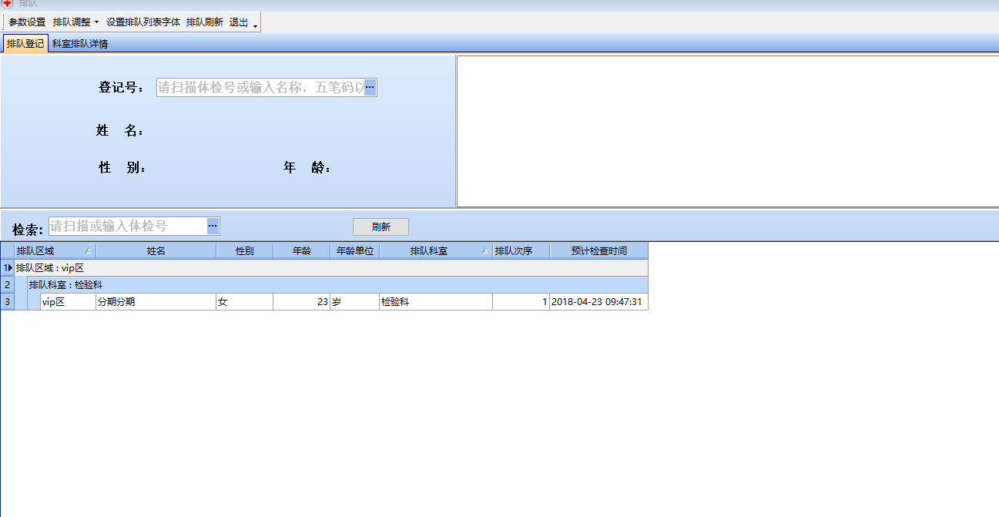 排队
参数设置 排队调整 设置排队列表字体 排队刷新 退出
排队登记 科室排队详情
登记号： 请扫描体检号或输入名称，五笔码以 ...
姓 名：
性 别： 年 龄：
检索: 请扫描或输入体检号 ... 刷新
排队区域 姓名 性别 年龄 年龄单位 排队科室 排队次序 预计检查时间
1 排队区域 : vip区
2 排队科室 : 检验科
3 vip区 分期分期 女 23 岁 检验科 1 2018-04-23 09:47:31